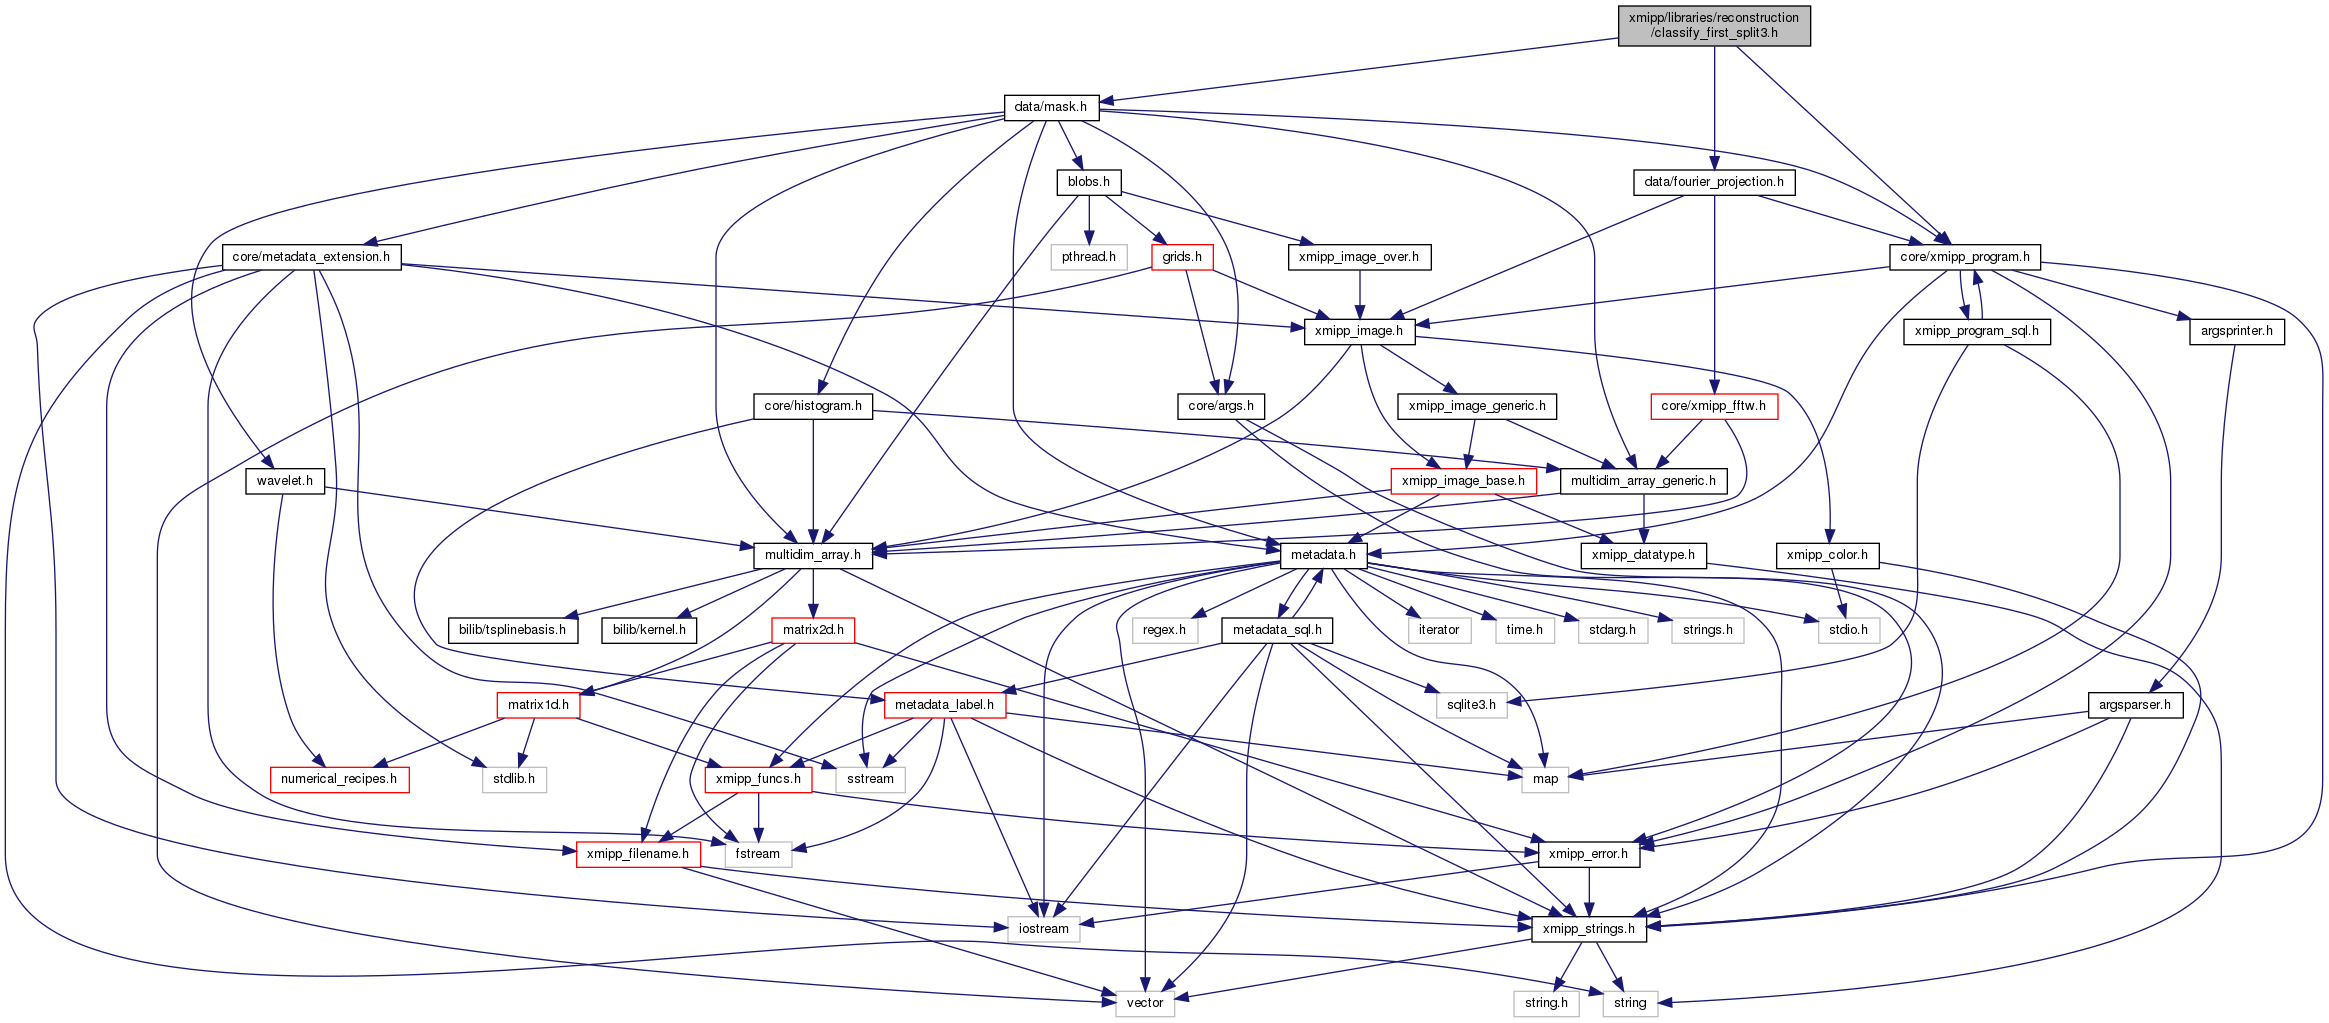 xmipp/libraries/reconstruction
/classify_first_split3.h
data/mask.h
blobs.h
data/fourier_projection.h
core/metadata_extension.h
pthread.h
grids.h
xmipp_image_over.h
core/xmipp_program.h
xmipp_image.h
xmipp_program_sql.h
argsprinter.h
core/histogram.h
core/args.h
xmipp_image_generic.h
core/xmipp_fftw.h
wavelet.h
xmipp_image_base.h
multidim_array_generic.h
multidim_array.h
metadata.h
xmipp_datatype.h
xmipp_color.h
bilib/tsplinebasis.h
bilib/kernel.h
matrix2d.h
regex.h
metadata_sql.h
iterator
time.h
stdarg.h
strings.h
stdio.h
matrix1d.h
metadata_label.h
sqlite3.h
argsparser.h
numerical_recipes.h
stdlib.h
xmipp_funcs.h
sstream
map
xmipp_filename.h
fstream
xmipp_error.h
iostream
xmipp_strings.h
vector
string.h
string